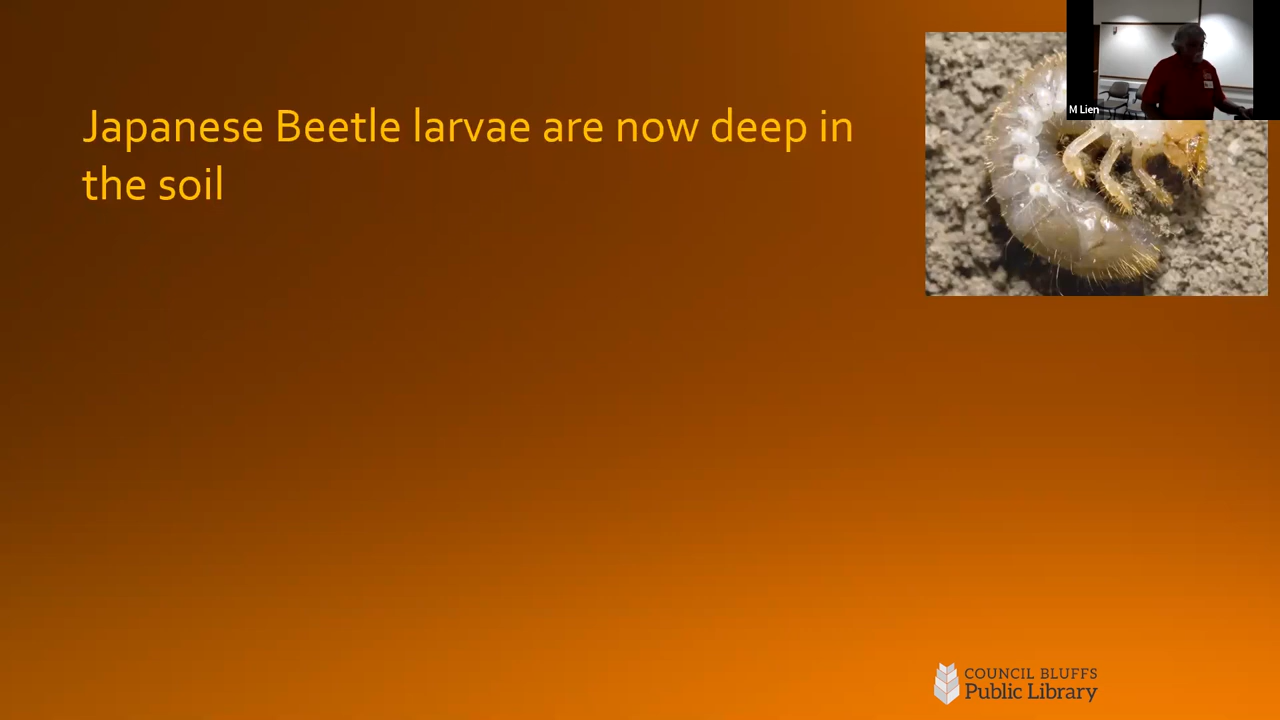 M Lien
Japanese Beetle larvae are now deep in
the soil
COUNCIL BLUFFS
Public Library